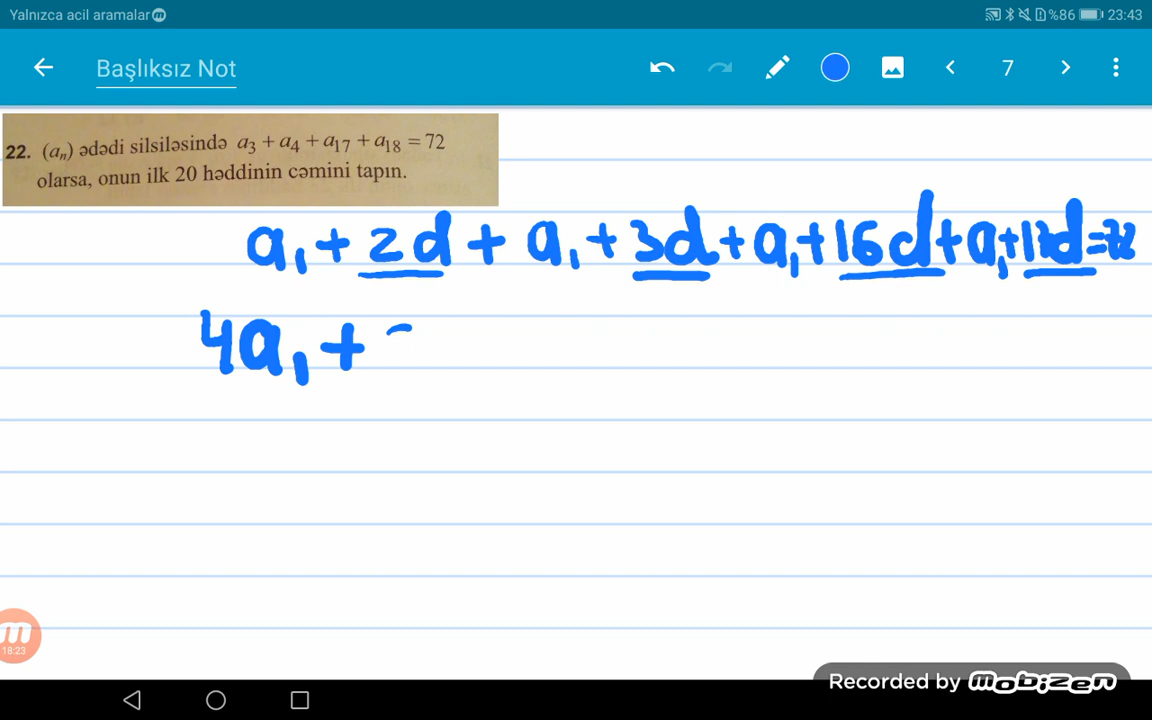 Yalnızca acil aramalar
%86 23:43
Başlıksız Not
7
22. (aₙ) ədədi silsiləsində a₃ + a₄ + a₁₇ + a₁₈ = 72
olarsa, onun ilk 20 həddinin cəmini tapın.
a₁ + 2d + a₁ + 3d + a₁ + 16d + a₁ + 17d = 72
4a₁ +
18:23
Recorded by mobizen